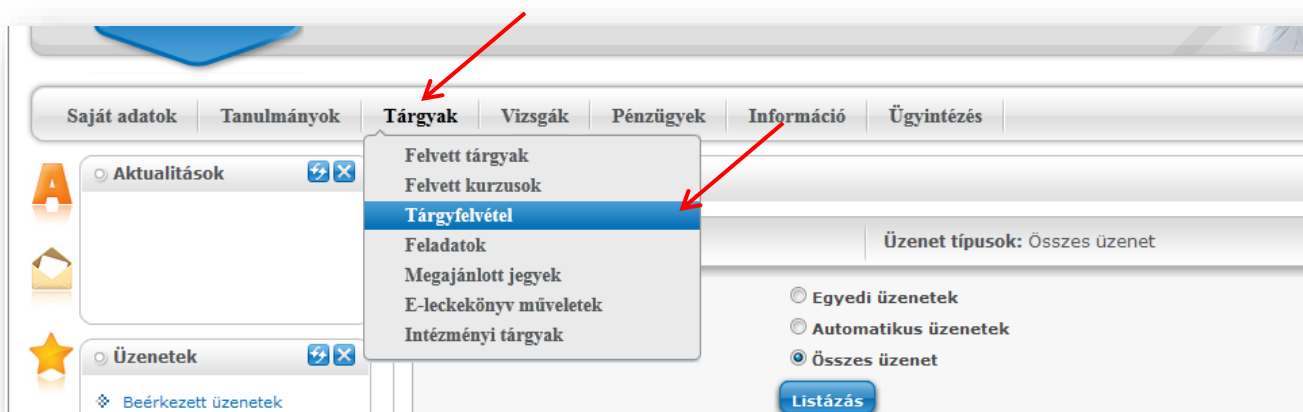 Saját adatok Tanulmányok Tárgyak Vizsgák Pénzügyek Információ Ügyintézés
Aktualitások
Felvett tárgyak
Felvett kurzusok
Tárgyfelvétel
Feladatok
Megajánlott jegyek
E-leckekönyv műveletek
Intézményi tárgyak
Üzenet típusok: Összes üzenet
Egyedi üzenetek
Automatikus üzenetek
Összes üzenet
Listázás
Üzenetek
Beérkezett üzenetek